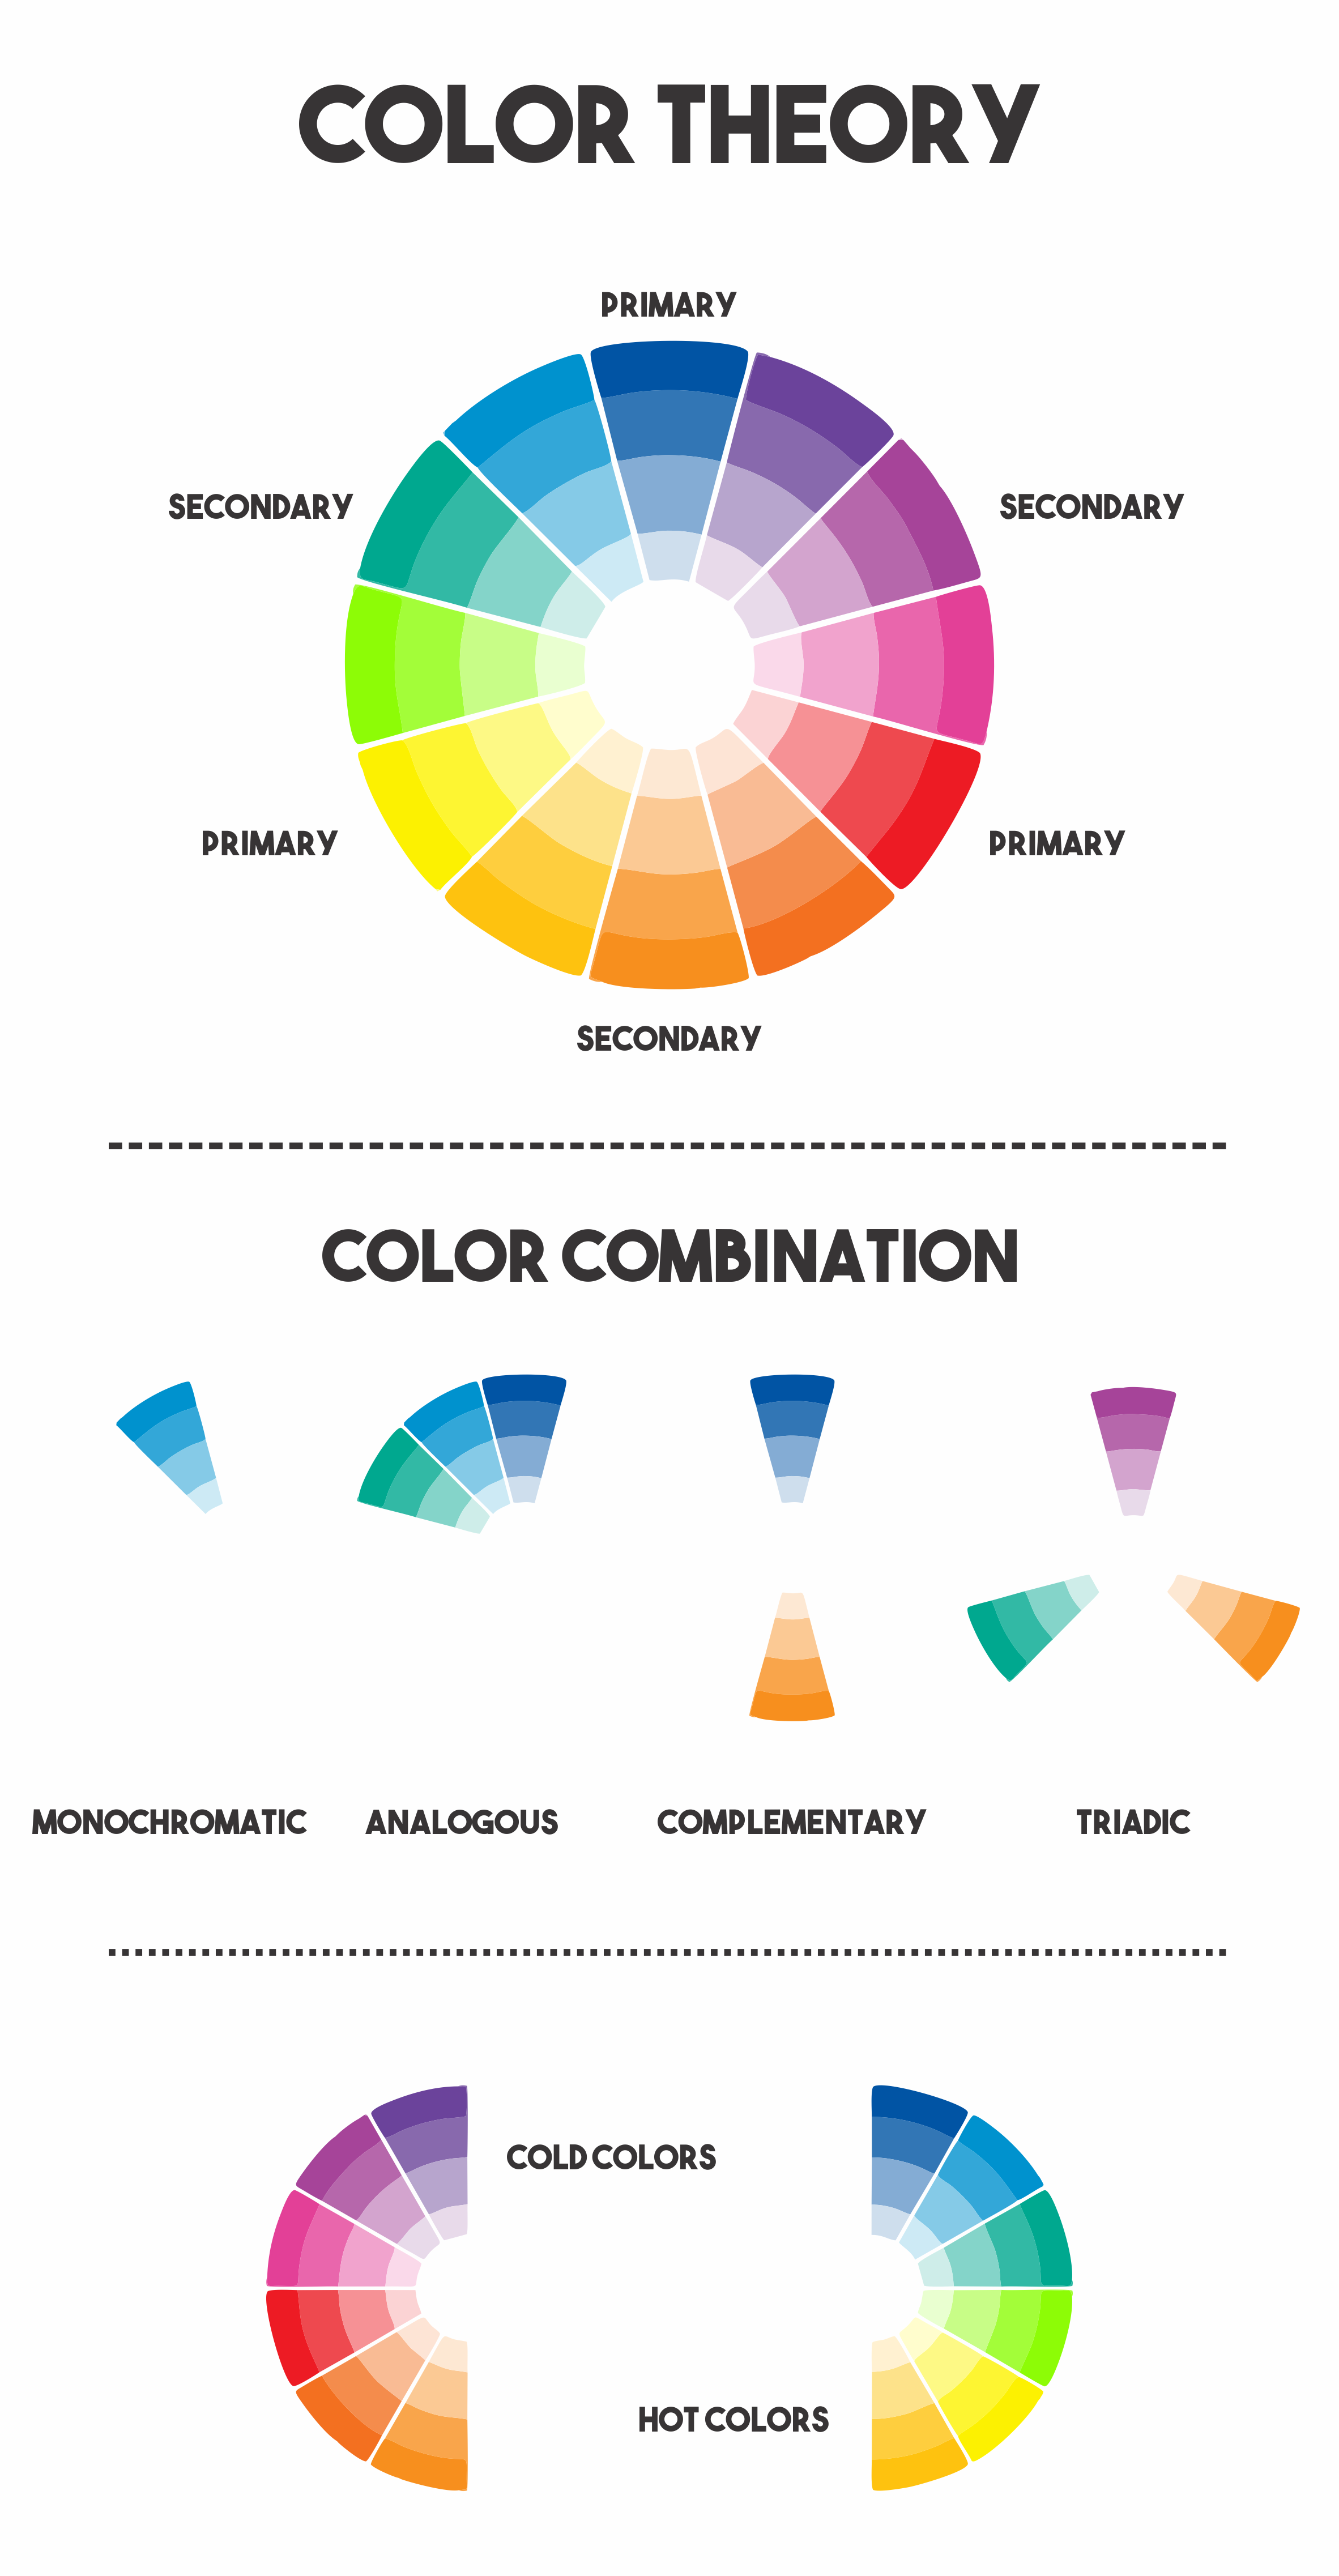 COLOR THEORY
PRIMARY
SECONDARY
SECONDARY
PRIMARY
PRIMARY
SECONDARY
COLOR COMBINATION
MONOCHROMATIC
ANALOGOUS
COMPLEMENTARY
TRIADIC
COLD COLORS
HOT COLORS